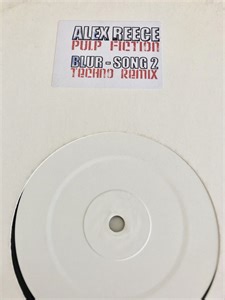 ALEX REECE
PULP FICTION
BLUR - SONG 2
TECHNO REMIX